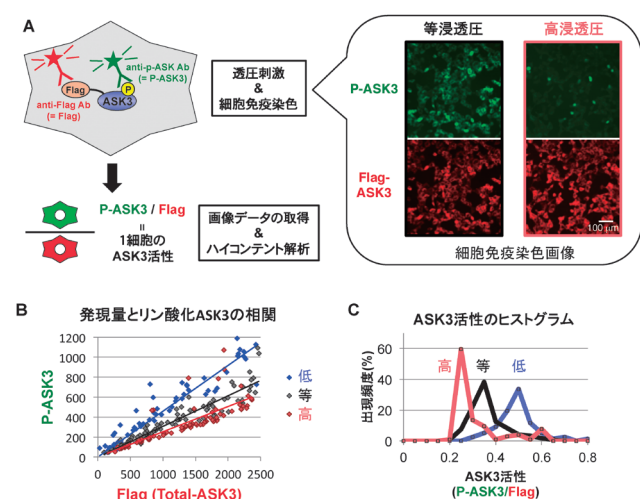 A
anti-p-ASK Ab
(= P-ASK3)
Flag
P
ASK3
anti-Flag Ab
(= Flag)
透圧刺激
&
細胞免疫染色
P-ASK3 / Flag
=
1細胞の
ASK3活性
画像データの取得
&
ハイコンテント解析
等浸透圧
高浸透圧
P-ASK3
Flag-
ASK3
100 μm
細胞免疫染色画像
B
発現量とリン酸化ASK3の相関
P-ASK3
1200
1000
800
600
400
200
0
0 500 1000 1500 2000 2500
Flag (Total-ASK3)
低
等
高
C
ASK3活性のヒストグラム
出現頻度(%)
60
40
20
0
高
等
低
0 0.2 0.4 0.6 0.8
ASK3活性
(P-ASK3/Flag)